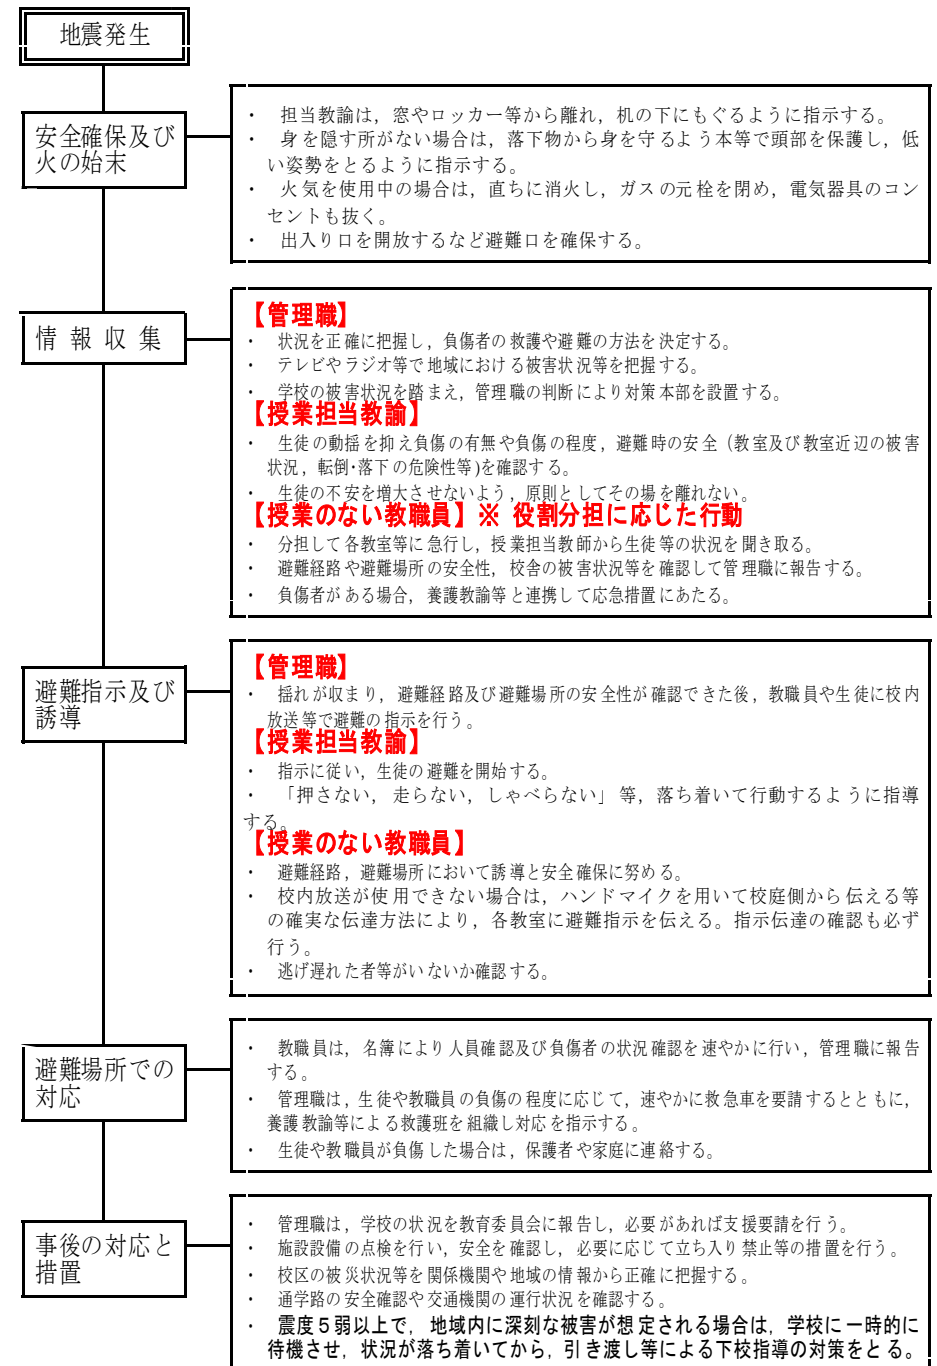 地震発生
安全確保及び
火の始末
・　担当教諭は，窓やロッカー等から離れ，机の下にもぐるように指示する。
・　身を隠す所がない場合は，落下物から身を守るよう本等で頭部を保護し，低
い姿勢をとるように指示する。
・　火気を使用中の場合は，直ちに消火し，ガスの元栓を閉め，電気器具のコン
セントも抜く。
・　出入り口を開放するなど避難口を確保する。
情報収集
【管理職】
・　状況を正確に把握し，負傷者の救護や避難の方法を決定する。
・　テレビやラジオ等で地域における被害状況等を把握する。
・　学校の被害状況を踏まえ，管理職の判断により対策本部を設置する。
【授業担当教諭】
・　生徒の動揺を抑え負傷の有無や負傷の程度，避難時の安全（教室及び教室近辺の被害
状況，転倒・落下の危険性等)を確認する。
・　生徒の不安を増大させないよう，原則としてその場を離れない。
【授業のない教職員】※ 役割分担に応じた行動
・　分担して各教室等に急行し，授業担当教師から生徒等の状況を聞き取る。
・　避難経路や避難場所の安全性，校舎の被害状況等を確認して管理職に報告する。
・　負傷者がある場合，養護教諭等と連携して応急措置にあたる。
避難指示及び
誘導
【管理職】
・　揺れが収まり，避難経路及び避難場所の安全性が確認できた後，教職員や生徒に校内
放送等で避難の指示を行う。
【授業担当教諭】
・　指示に従い，生徒の避難を開始する。
・　「押さない，走らない，しゃべらない」等，落ち着いて行動するように指導
する。
【授業のない教職員】
・　避難経路，避難場所において誘導と安全確保に努める。
・　校内放送が使用できない場合は，ハンドマイクを用いて校庭側から伝える等
の確実な伝達方法により，各教室に避難指示を伝える。指示伝達の確認も必ず
行う。
・　逃げ遅れた者等がいないか確認する。
避難場所での
対応
・　教職員は，名簿により人員確認及び負傷者の状況確認を速やかに行い，管理職に報告
する。
・　管理職は，生徒や教職員の負傷の程度に応じて，速やかに救急車を要請するとともに，
養護教諭等による救護班を組織し対応を指示する。
・　生徒や教職員が負傷した場合は，保護者や家庭に連絡する。
事後の対応と
措置
・　管理職は，学校の状況を教育委員会に報告し，必要があれば支援要請を行う。
・　施設設備の点検を行い，安全を確認し，必要に応じて立ち入り禁止等の措置を行う。
・　校区の被災状況等を関係機関や地域の情報から正確に把握する。
・　通学路の安全確認や交通機関の運行状況を確認する。
・　震度５弱以上で，地域内に深刻な被害が想定される場合は，学校に一時的に
待機させ，状況が落ち着いてから，引き渡し等による下校指導の対策をとる。